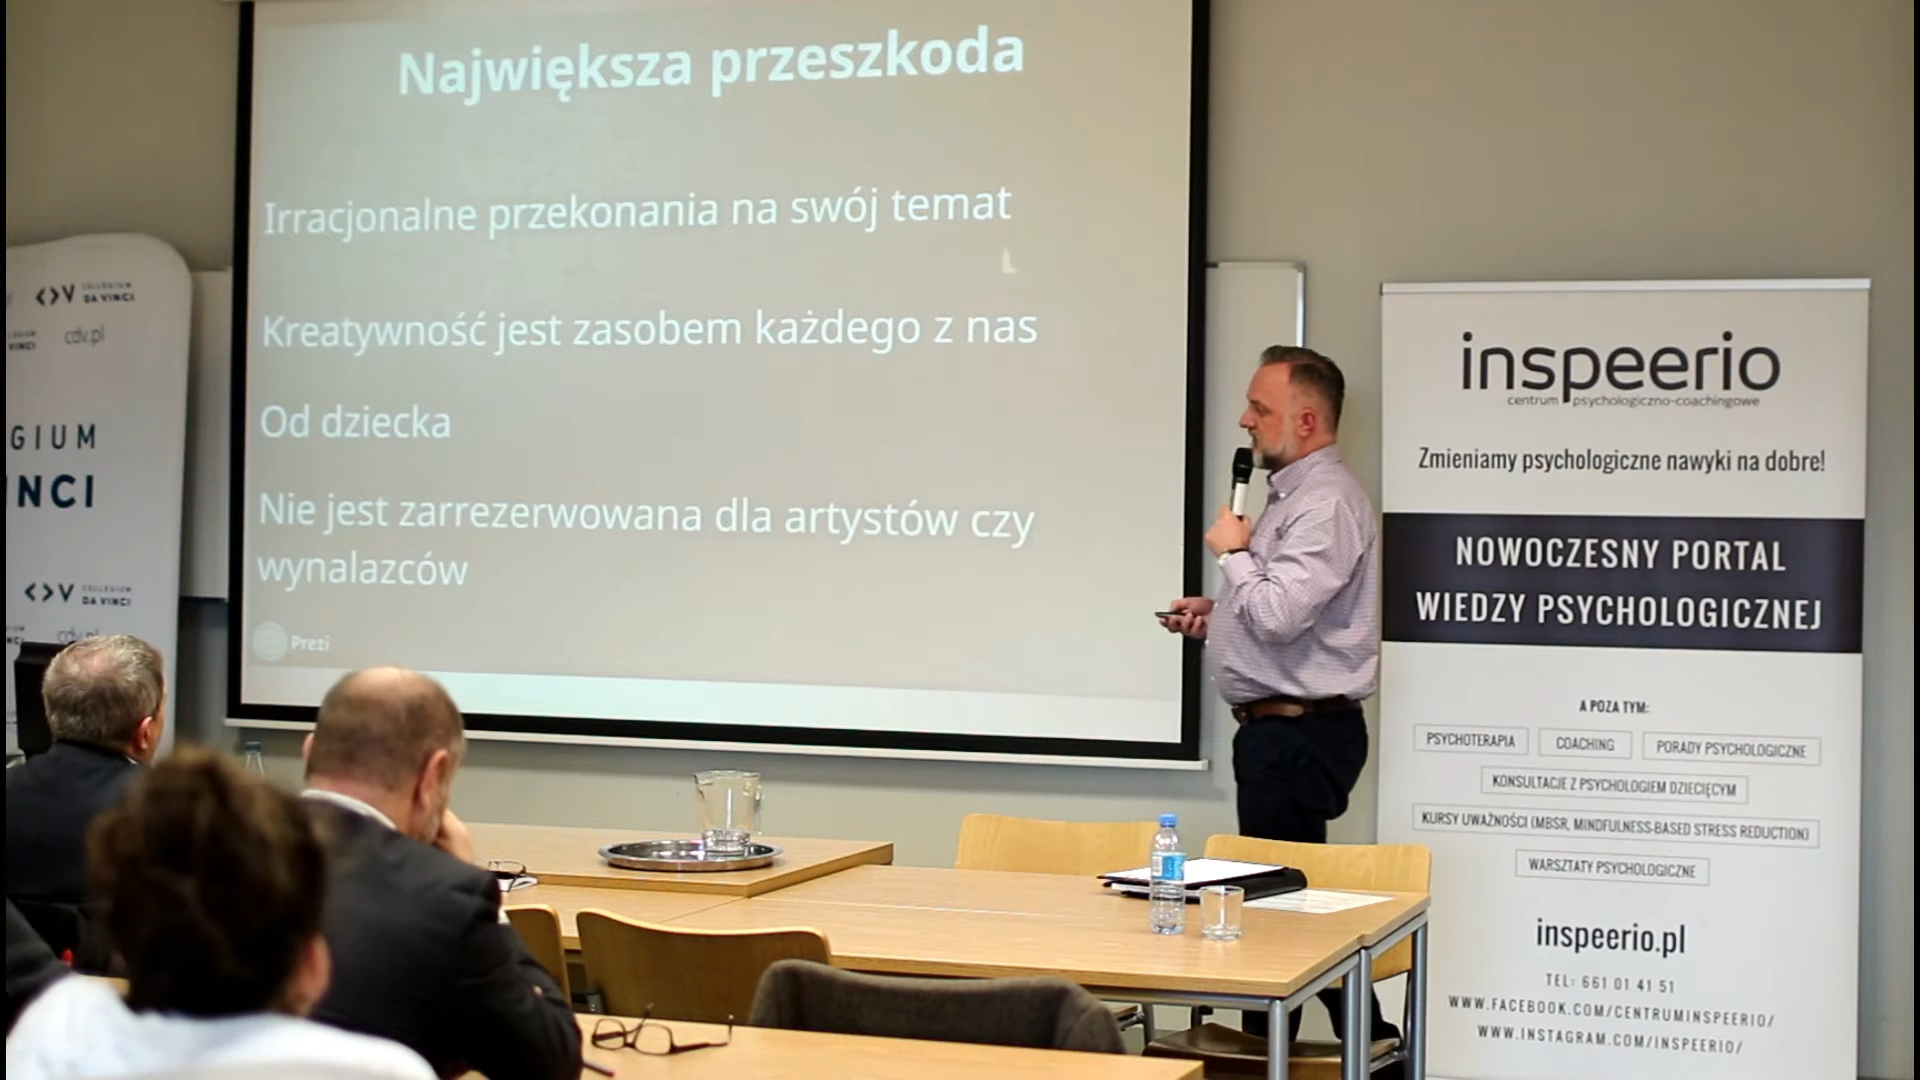 Największa przeszkoda
Irracjonalne przekonania na swój temat
Kreatywność jest zasobem każdego z nas
Od dziecka
Nie jest zarrezerwowana dla artystów czy
wynalazców
Prezi
COLLEGIUM
DA VINCI
cdv.pl
GIUM
INCI
COLLEGIUM
DA VINCI
cdv.pl
inspeerio
centrum psychologiczno-coachingowe
Zmieniamy psychologiczne nawyki na dobre!
NOWOCZESNY PORTAL
WIEDZY PSYCHOLOGICZNEJ
A POZA TYM:
PSYCHOTERAPIA COACHING PORADY PSYCHOLOGICZNE
KONSULTACJE Z PSYCHOLOGIEM DZIECIĘCYM
KURSY UWAŻNOŚCI (MBSR, MINDFULNESS-BASED STRESS REDUCTION)
WARSZTATY PSYCHOLOGICZNE
inspeerio.pl
TEL: 661 01 41 51
WWW.FACEBOOK.COM/CENTRUMINSPEERIO/
WWW.INSTAGRAM.COM/INSPEERIO/